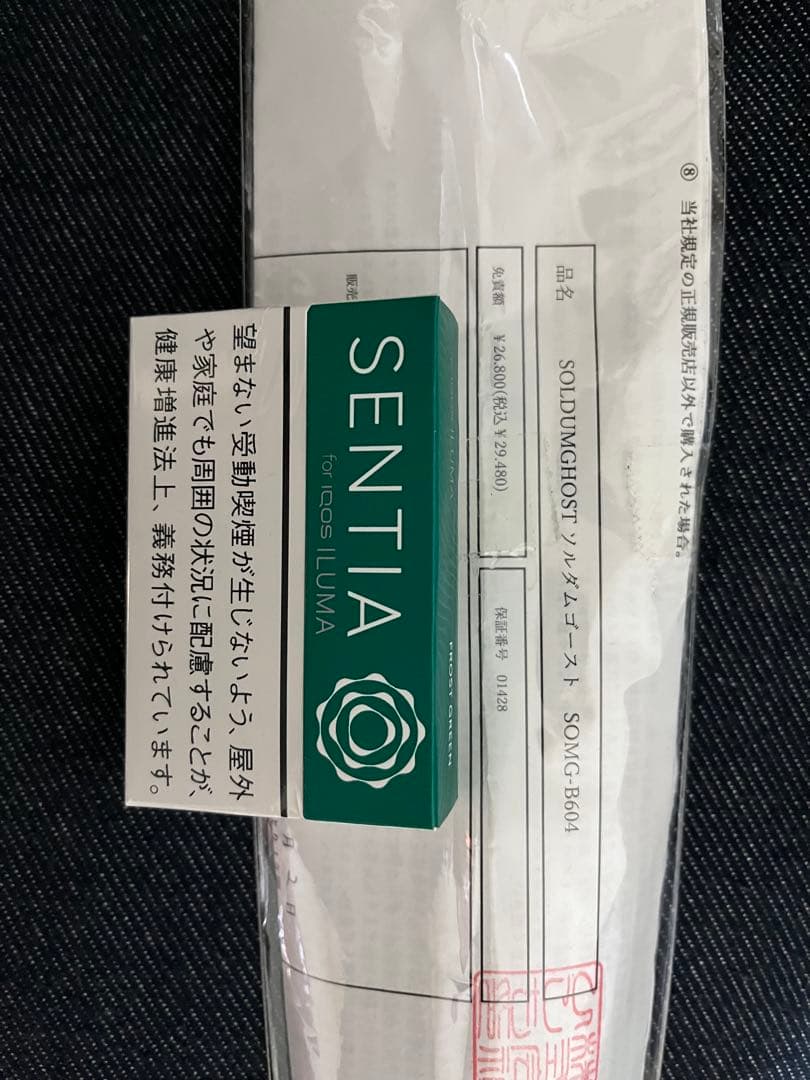 ⑧ 当社規定の正規販売店以外で購入された場合。
品名 SOLDUMGHOST ソルダムゴースト SOMG-B604
免責額 ¥26.800(税込¥29.480)
保証番号 01428
販売
月 2 日
FROST GREEN
SENTIA
for IQOS ILUMA
望まない受動喫煙が生じないよう、屋外
や家庭でも周囲の状況に配慮することが、
健康増進法上、義務付けられています。